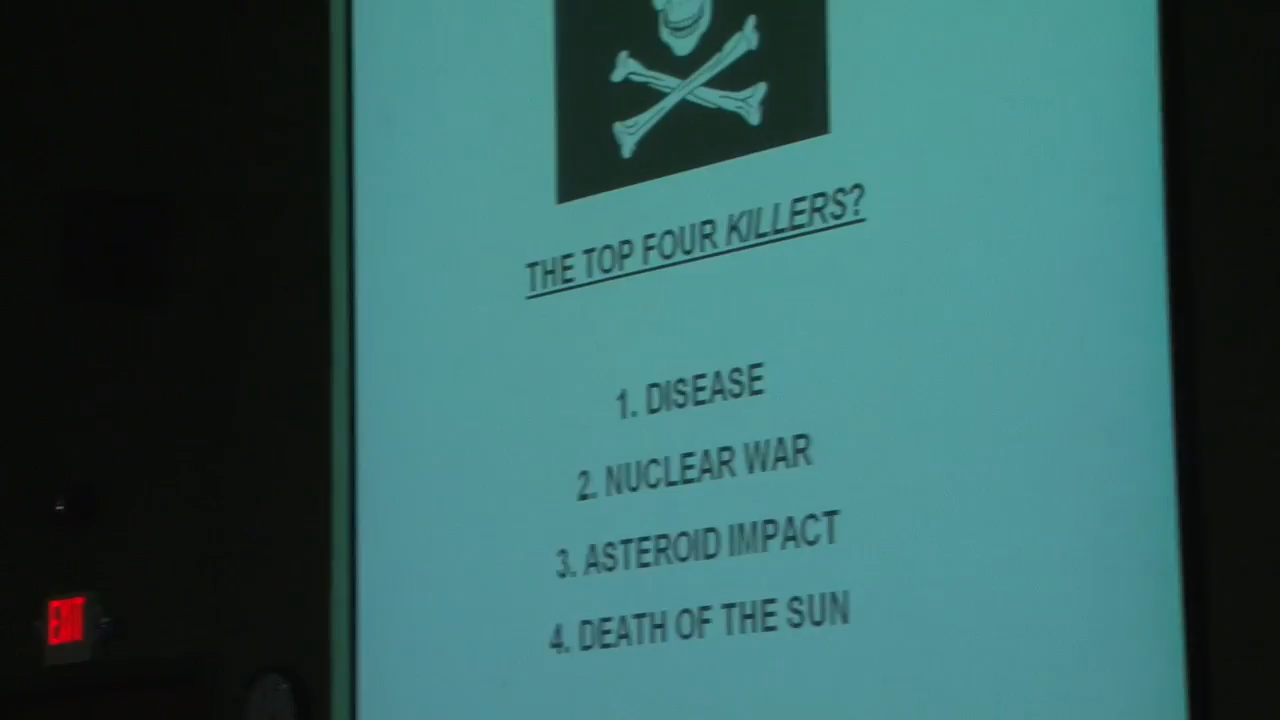 THE TOP FOUR KILLERS?
1. DISEASE
2. NUCLEAR WAR
3. ASTEROID IMPACT
4. DEATH OF THE SUN
EXIT